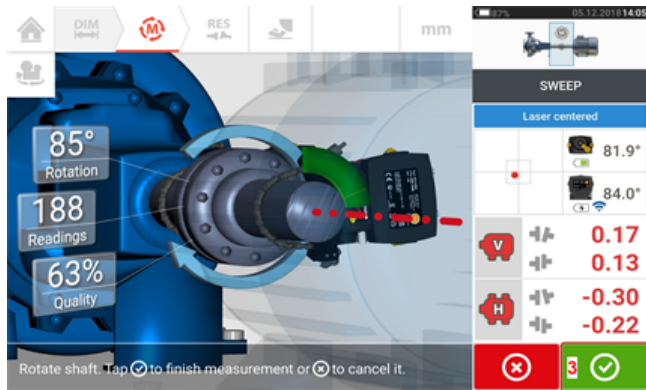 DIM
M
RES
mm
87%
05.12.2018 14:05
SWEEP
Laser centered
81.9°
84.0°
85°
Rotation
188
Readings
63%
Quality
V
0.17
0.13
H
-0.30
-0.22
Rotate shaft. Tap to finish measurement or to cancel it.
3